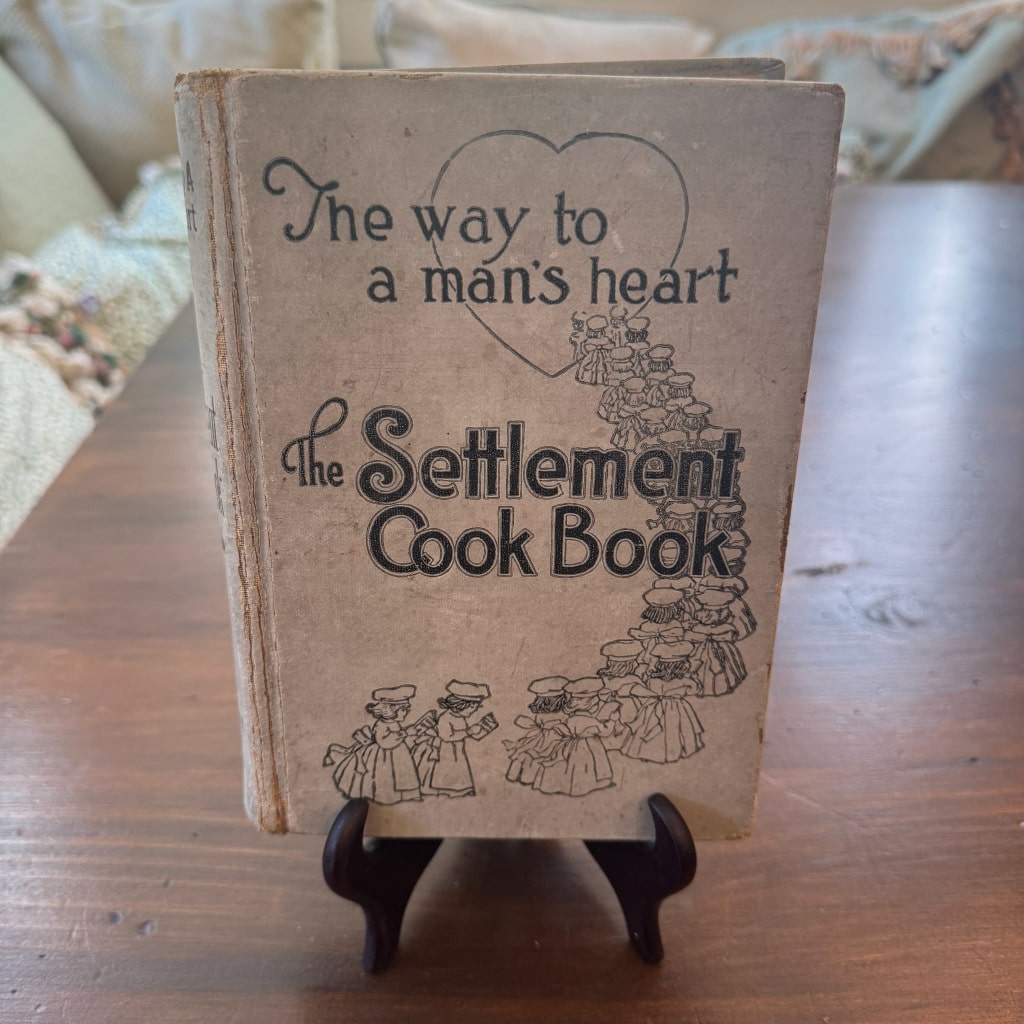 The way to
a man's heart
The Settlement
Cook Book